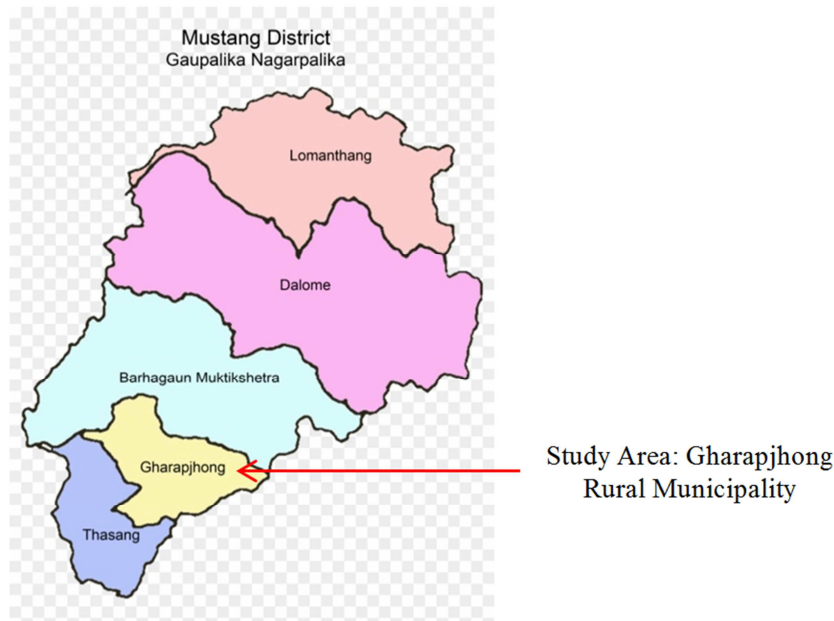 Mustang District
Gaupalika Nagarpalika
Lomanthang
Dalome
Barhagaun Muktikshetra
Gharapjhong
Thasang
Study Area: Gharapjhong
Rural Municipality